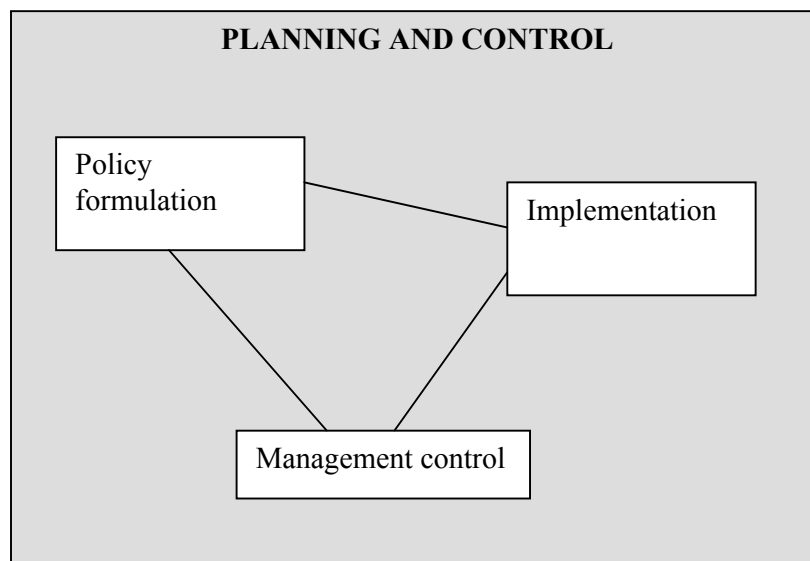 PLANNING AND CONTROL
Policy
formulation
Implementation
Management control